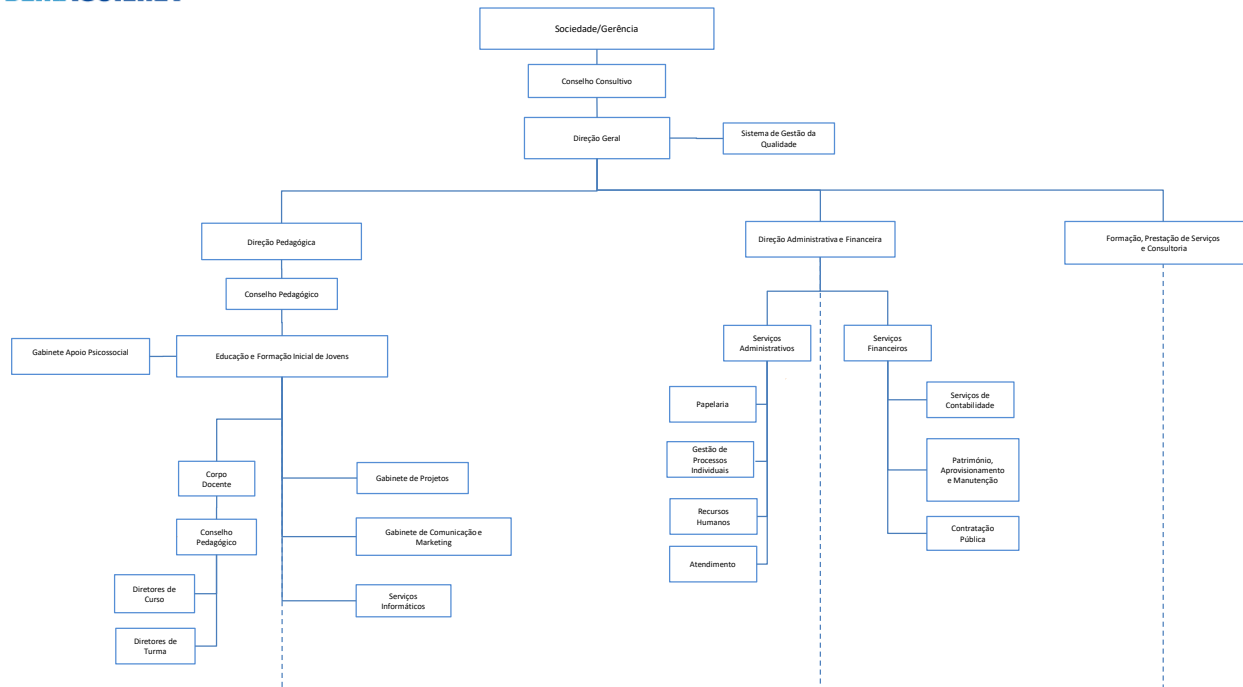 Sociedade/Gerência
Conselho Consultivo
Direção Geral
Sistema de Gestão da
Qualidade
Direção Pedagógica
Direção Administrativa e Financeira
Formação, Prestação de Serviços
e Consultoria
Conselho Pedagógico
Gabinete Apoio Psicossocial
Educação e Formação Inicial de Jovens
Serviços
Administrativos
Serviços
Financeiros
Papelaria
Serviços de
Contabilidade
Gestão de
Processos
Individuais
Património,
Aprovisionamento
e Manutenção
Corpo
Docente
Gabinete de Projetos
Recursos
Humanos
Conselho
Pedagógico
Gabinete de Comunicação e
Marketing
Contratação
Pública
Atendimento
Diretores de
Curso
Serviços
Informáticos
Diretores de
Turma